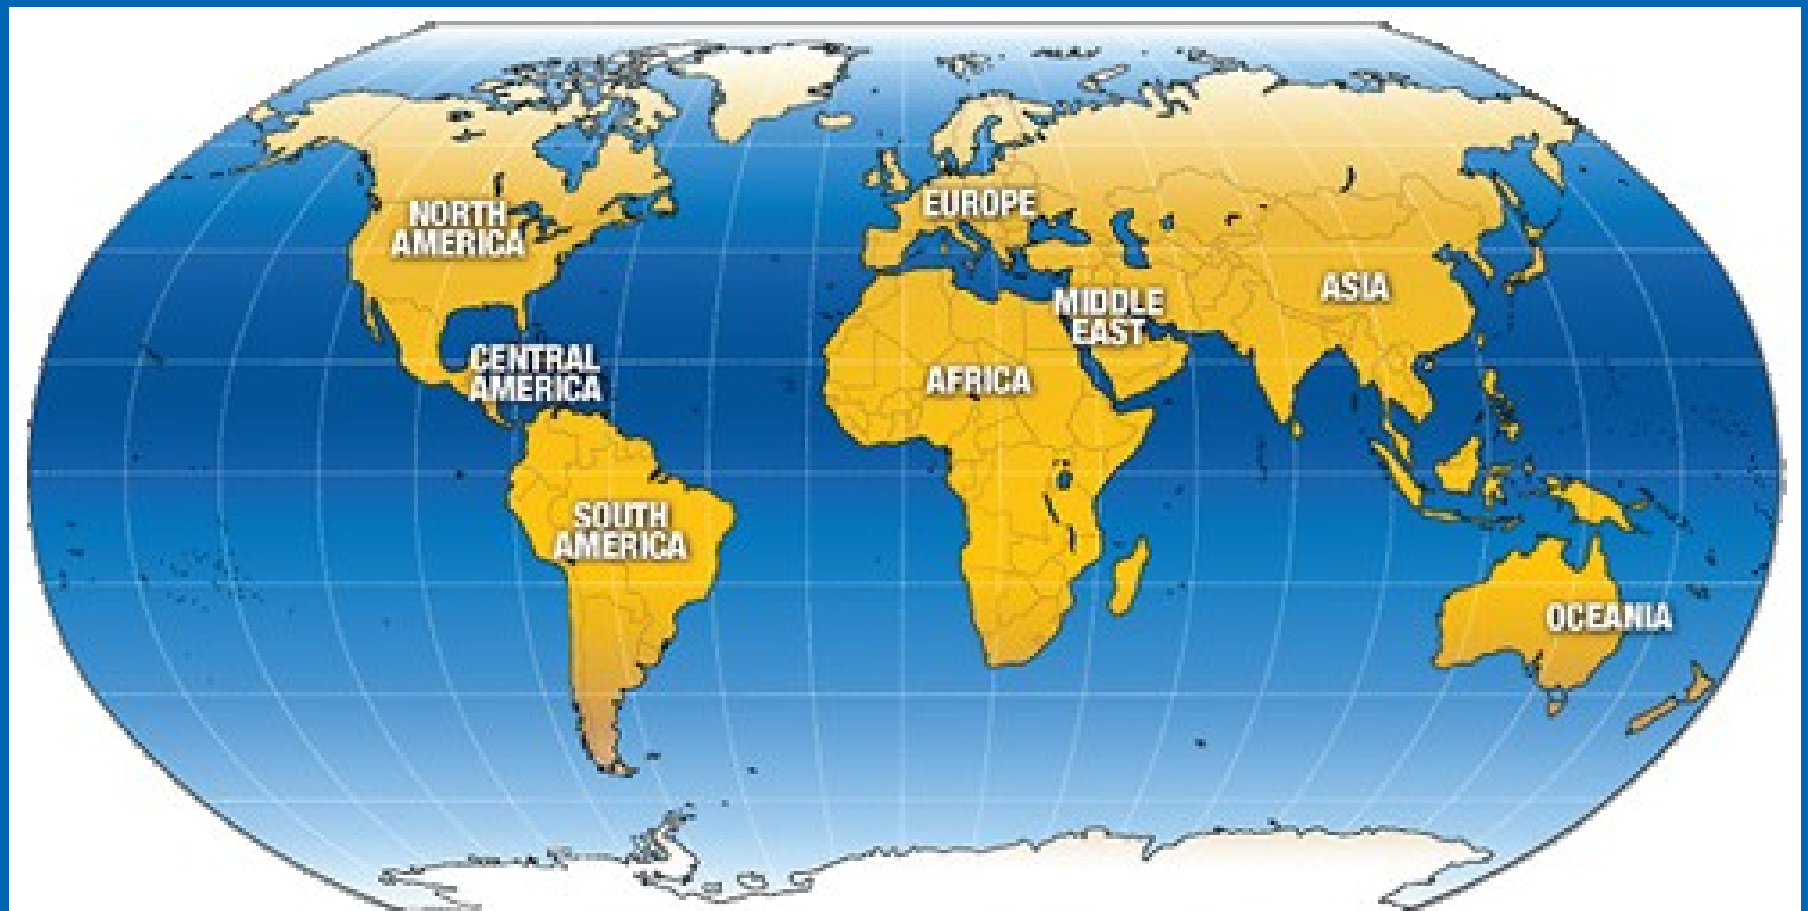 NORTH
AMERICA
EUROPE
ASIA
MIDDLE
EAST
CENTRAL
AMERICA
AFRICA
SOUTH
AMERICA
OCEANIA